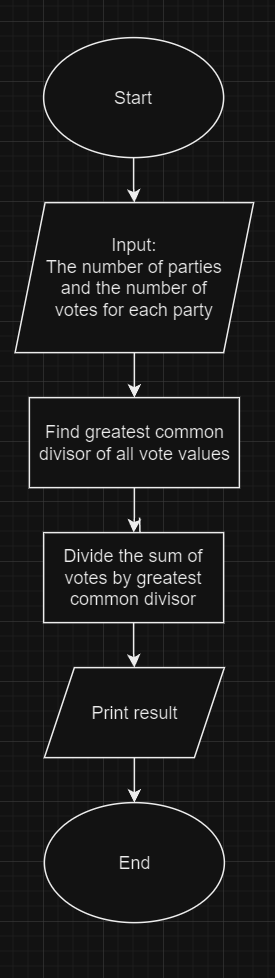 Start
Input:
The number of parties
and the number of
votes for each party
Find greatest common
divisor of all vote values
Divide the sum of
votes by greatest
common divisor
Print result
End